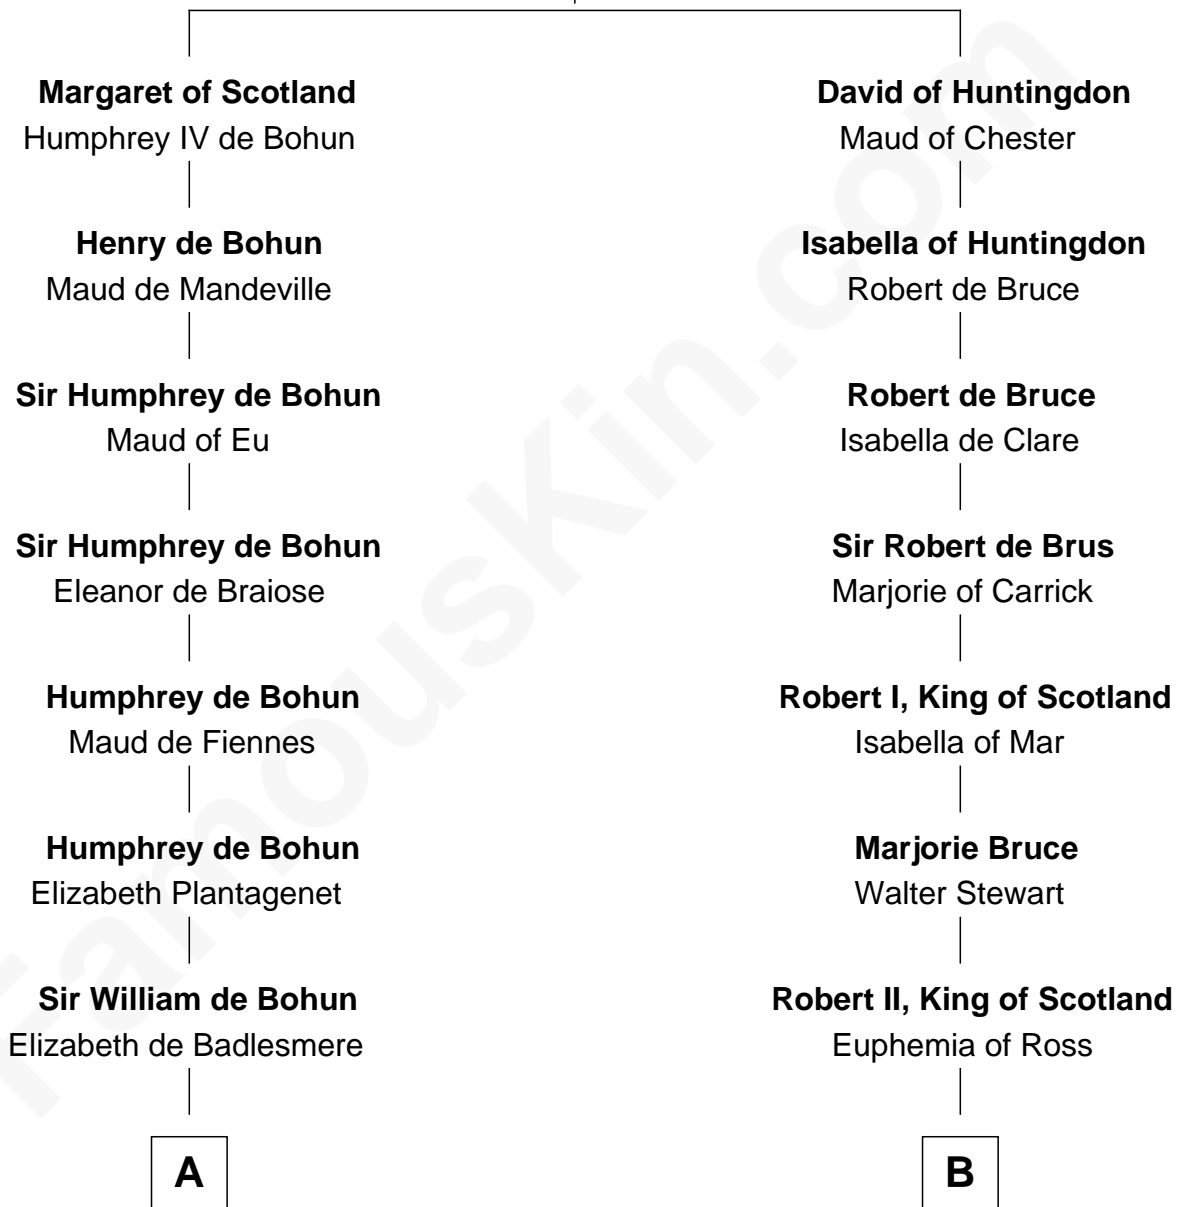 Margaret of Scotland
Humphrey IV de Bohun
Henry de Bohun
Maud de Mandeville
Sir Humphrey de Bohun
Maud of Eu
Sir Humphrey de Bohun
Eleanor de Braiose
Humphrey de Bohun
Maud de Fiennes
Humphrey de Bohun
Elizabeth Plantagenet
Sir William de Bohun
Elizabeth de Badlesmere
A
David of Huntingdon
Maud of Chester
Isabella of Huntingdon
Robert de Bruce
Robert de Bruce
Isabella de Clare
Sir Robert de Brus
Marjorie of Carrick
Robert I, King of Scotland
Isabella of Mar
Marjorie Bruce
Walter Stewart
Robert II, King of Scotland
Euphemia of Ross
B
FamousKin.com